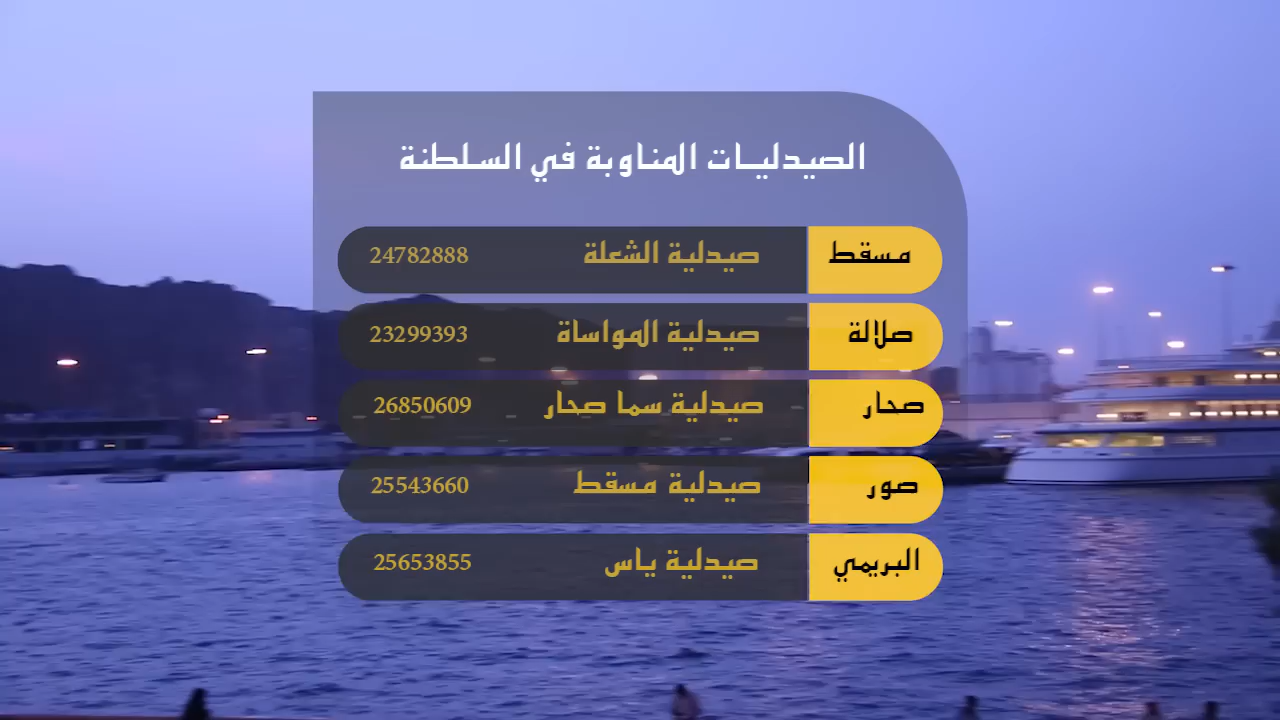 الصيدليات المناوبة في السلطنة
مسقط صيدلية الشعلة 24782888
صلالة صيدلية المواساة 23299393
صحار صيدلية سما صحار 26850609
صور صيدلية مسقط 25543660
البريمي صيدلية ياس 25653855